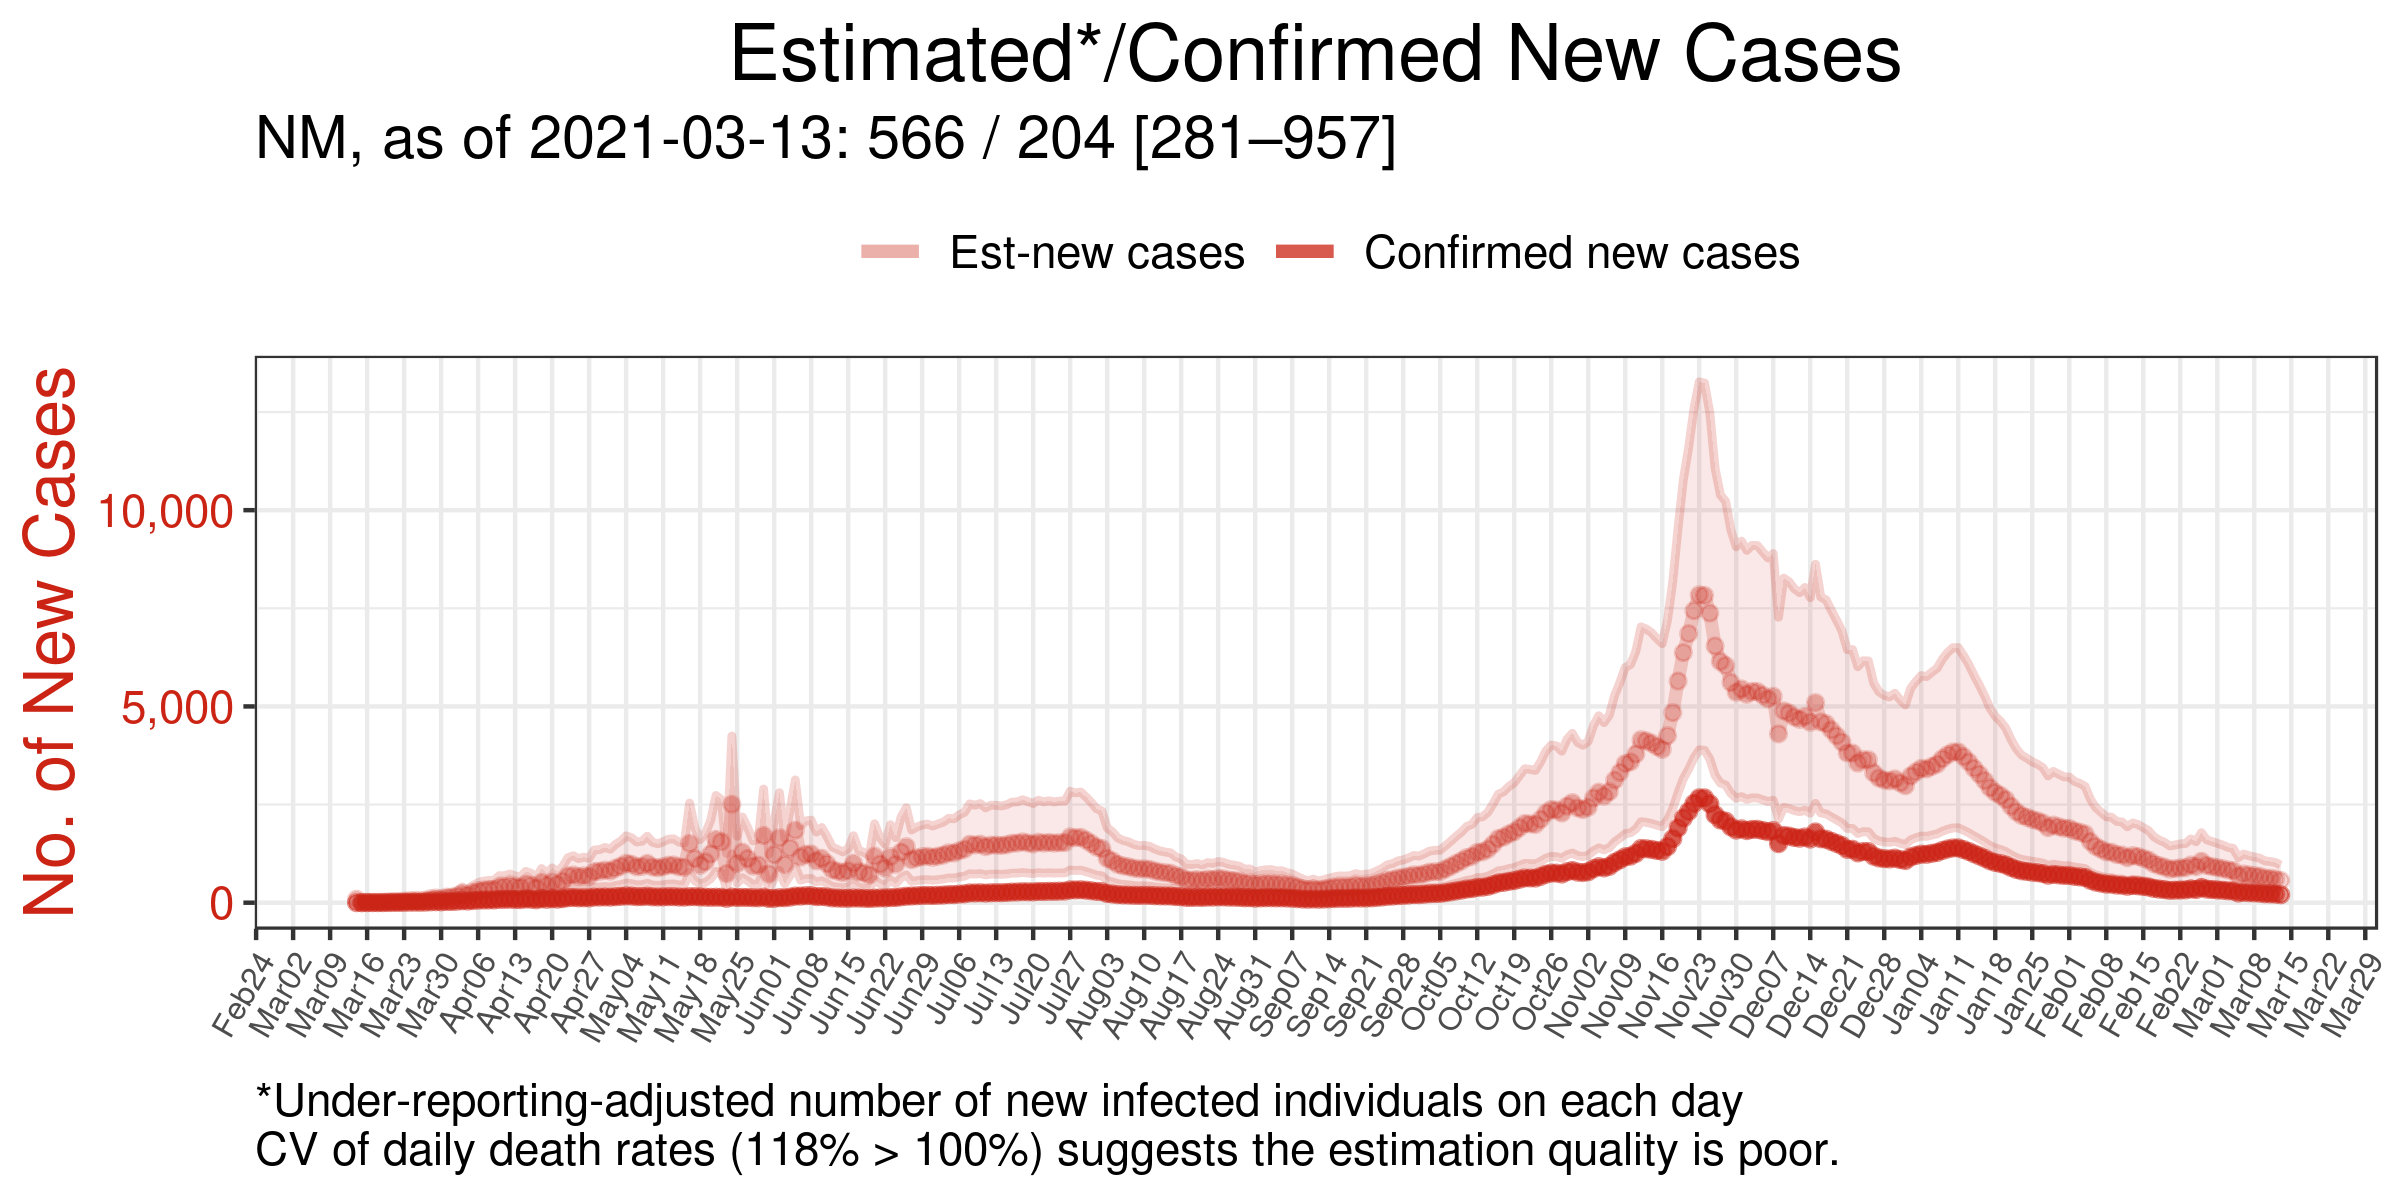 Estimated*/Confirmed New Cases
NM, as of 2021-03-13: 566 / 204 [281–957]
Est-new cases
Confirmed new cases
No. of New Cases
10,000
5,000
0
Feb24
Mar02
Mar09
Mar16
Mar23
Mar30
Apr06
Apr13
Apr20
Apr27
May04
May11
May18
May25
Jun01
Jun08
Jun15
Jun22
Jun29
Jul06
Jul13
Jul20
Jul27
Aug03
Aug10
Aug17
Aug24
Aug31
Sep07
Sep14
Sep21
Sep28
Oct05
Oct12
Oct19
Oct26
Nov02
Nov09
Nov16
Nov23
Nov30
Dec07
Dec14
Dec21
Dec28
Jan04
Jan11
Jan18
Jan25
Feb01
Feb08
Feb15
Feb22
Mar01
Mar08
Mar15
Mar22
Mar29
*Under-reporting-adjusted number of new infected individuals on each day
CV of daily death rates (118% > 100%) suggests the estimation quality is poor.